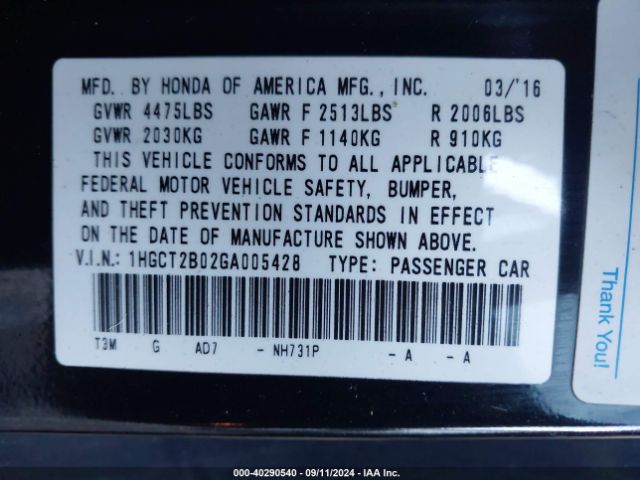 MFD. BY HONDA OF AMERICA MFG., INC. 03/'16
GVWR 4475LBS GAWR F 2513LBS R 2006LBS
GVWR 2030KG GAWR F 1140KG R 910KG
THIS VEHICLE CONFORMS TO ALL APPLICABLE
FEDERAL MOTOR VEHICLE SAFETY, BUMPER,
AND THEFT PREVENTION STANDARDS IN EFFECT
ON THE DATE OF MANUFACTURE SHOWN ABOVE.
V.I.N.: 1HGCT2B02GA005428 TYPE: PASSENGER CAR
T3M G AD7 - NH731P - A - A
Thank You!
000-40290540 - 09/11/2024 - IAA Inc.